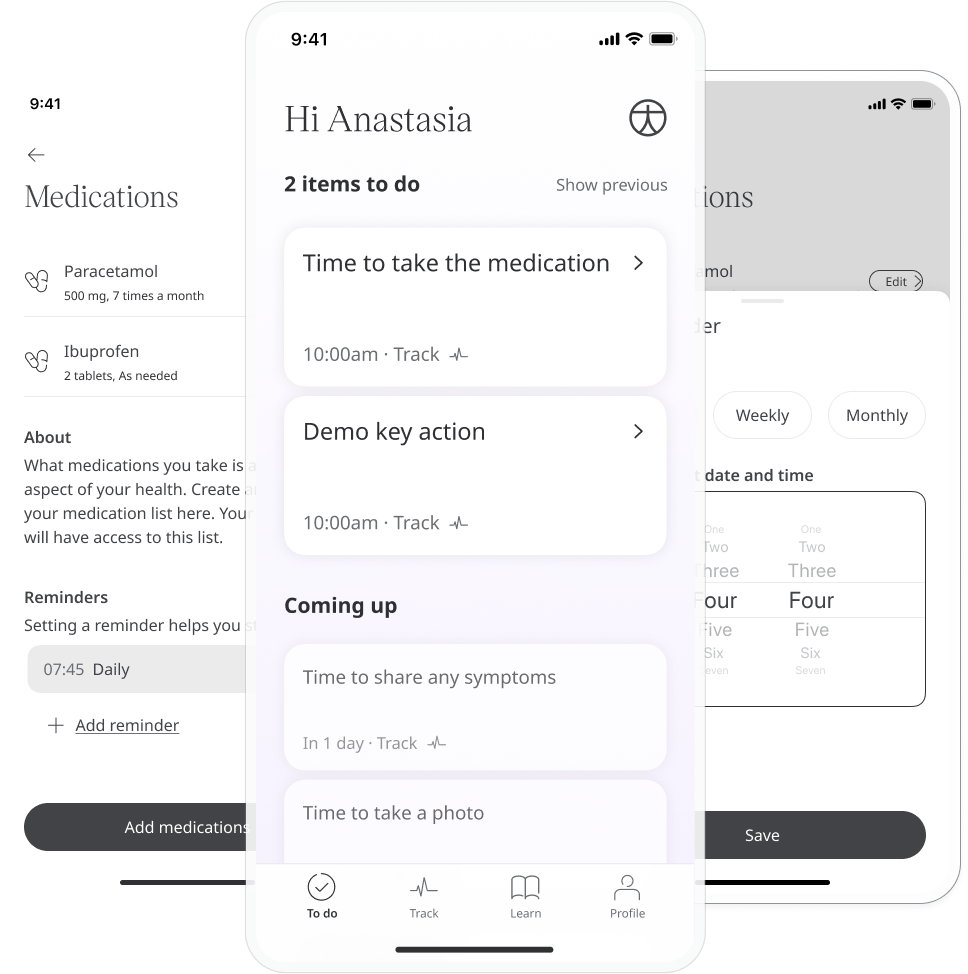 9:41
Medications
Paracetamol
500 mg, 7 times a month
Ibuprofen
2 tablets, As needed
About
What medications you take is a
aspect of your health. Create a
your medication list here. Your
will have access to this list.
Reminders
Setting a reminder helps you s
07:45 Daily
Add reminder
Add medications
9:41
Hi Anastasia
2 items to do
Show previous
Time to take the medication
10:00am · Track
Demo key action
10:00am · Track
Coming up
Time to share any symptoms
In 1 day · Track
Time to take a photo
To do
Track
Learn
Profile
tions
amol
Edit
der
Weekly
Monthly
t date and time
One One
Two Two
Three Three
Four Four
Five Five
Six Six
Seven Seven
Save